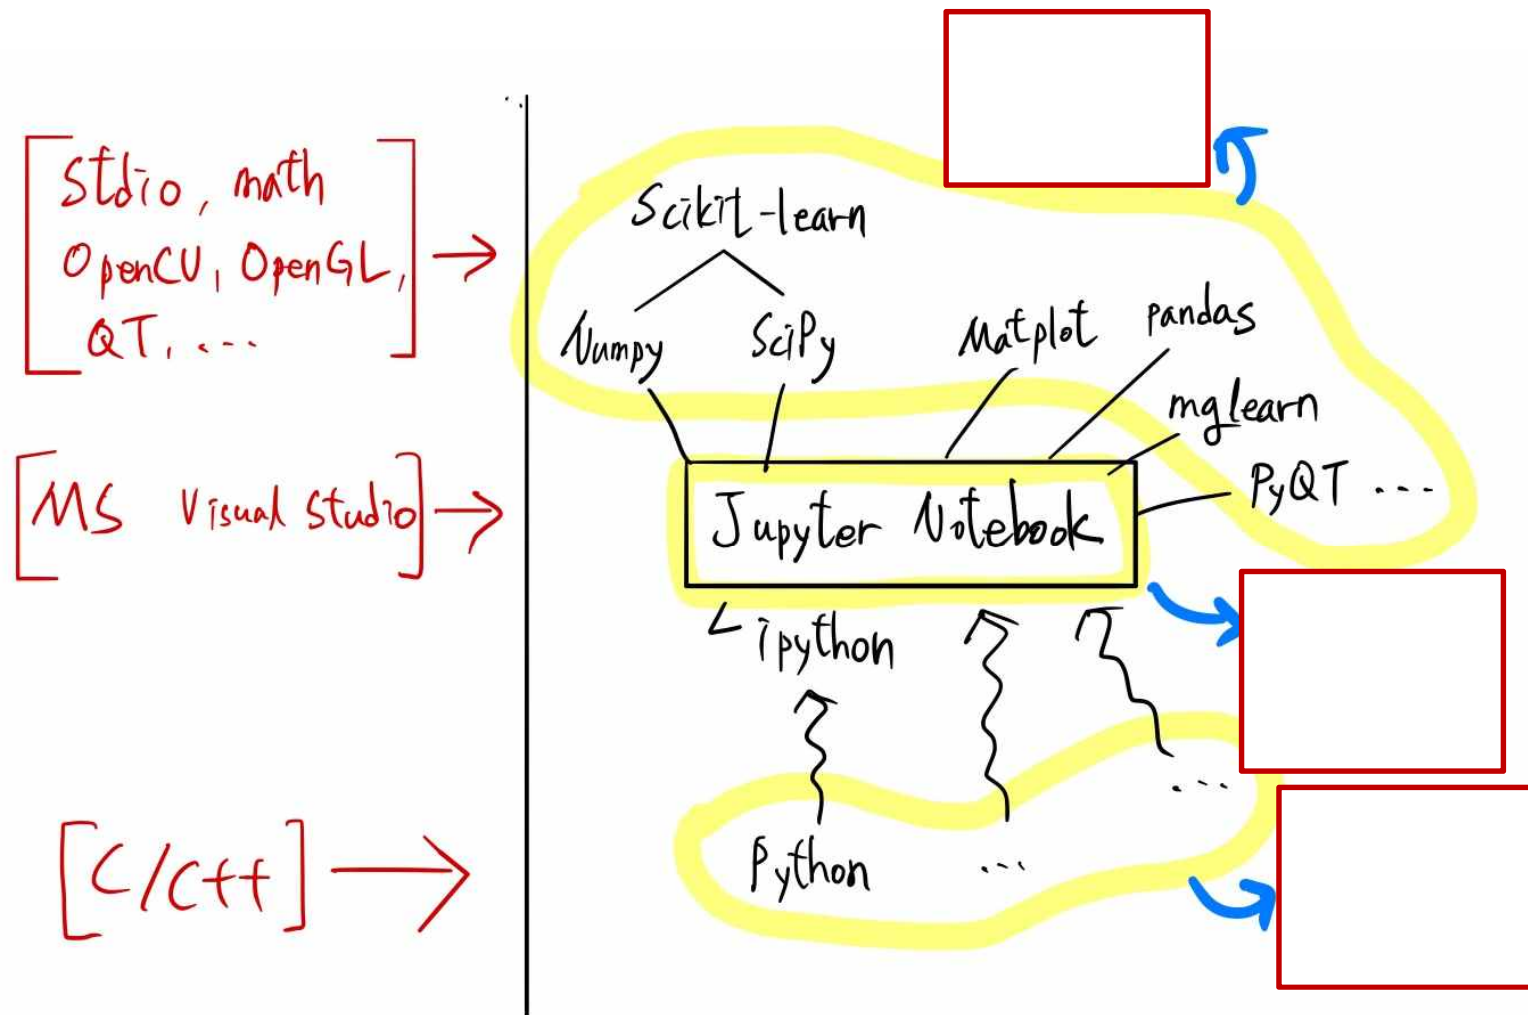 stdio, math
OpenCV, OpenGL,
QT, ...
MS Visual Studio
C/C++
Scikit-learn
Numpy
SciPy
Matplot
pandas
mglearn
PyQT ...
Jupyter Notebook
ipython
Python
...
...